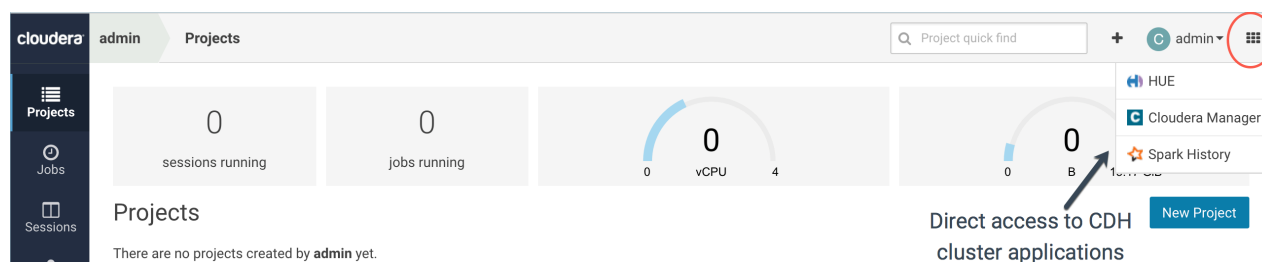 cloudera
admin
Projects
Project quick find
C
admin
HUE
Cloudera Manager
Spark History
Projects
Jobs
Sessions
0
sessions running
0
jobs running
0
0
vCPU
4
0
0
B
Direct access to CDH
cluster applications
Projects
New Project
There are no projects created by admin yet.